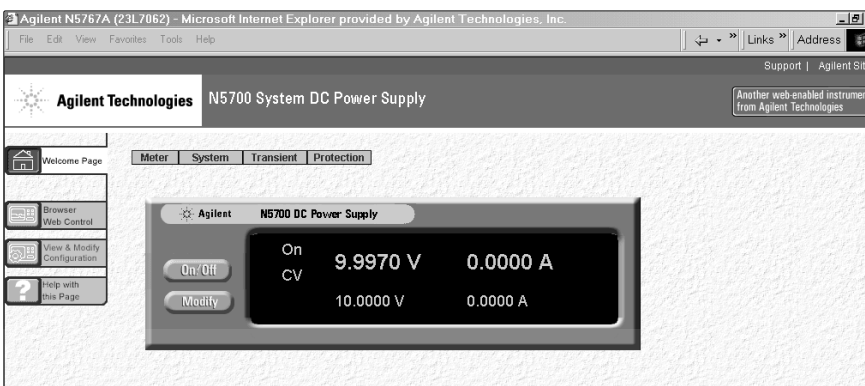 Agilent N5767A (23L7062) - Microsoft Internet Explorer provided by Agilent Technologies, Inc.
File Edit View Favorites Tools Help
Links » Address
Support | Agilent Sit
Agilent Technologies
N5700 System DC Power Supply
Another web-enabled instrumen
from Agilent Technologies
Welcome Page
Meter System Transient Protection
Browser
Web Control
View & Modify
Configuration
Help with
this Page
Agilent N5700 DC Power Supply
On/Off
Modify
On
CV
9.9970 V 0.0000 A
10.0000 V 0.0000 A